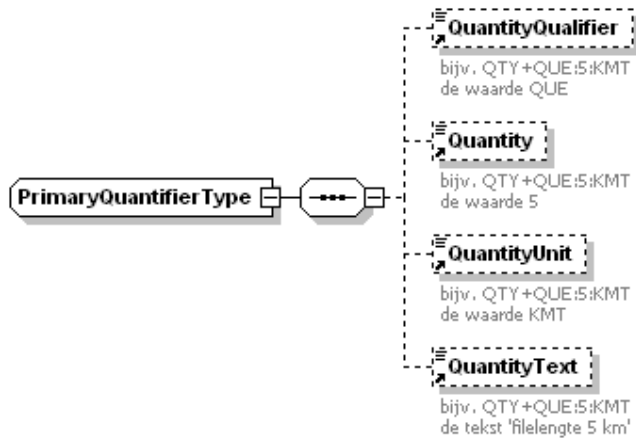 QuantityQualifier
bijv. QTY+QUE:5:KMT
de waarde QUE
Quantity
bijv. QTY+QUE:5:KMT
de waarde 5
PrimaryQuantifierType
QuantityUnit
bijv. QTY+QUE:5:KMT
de waarde KMT
QuantityText
bijv. QTY+QUE:5:KMT
de tekst 'filelengte 5 km'